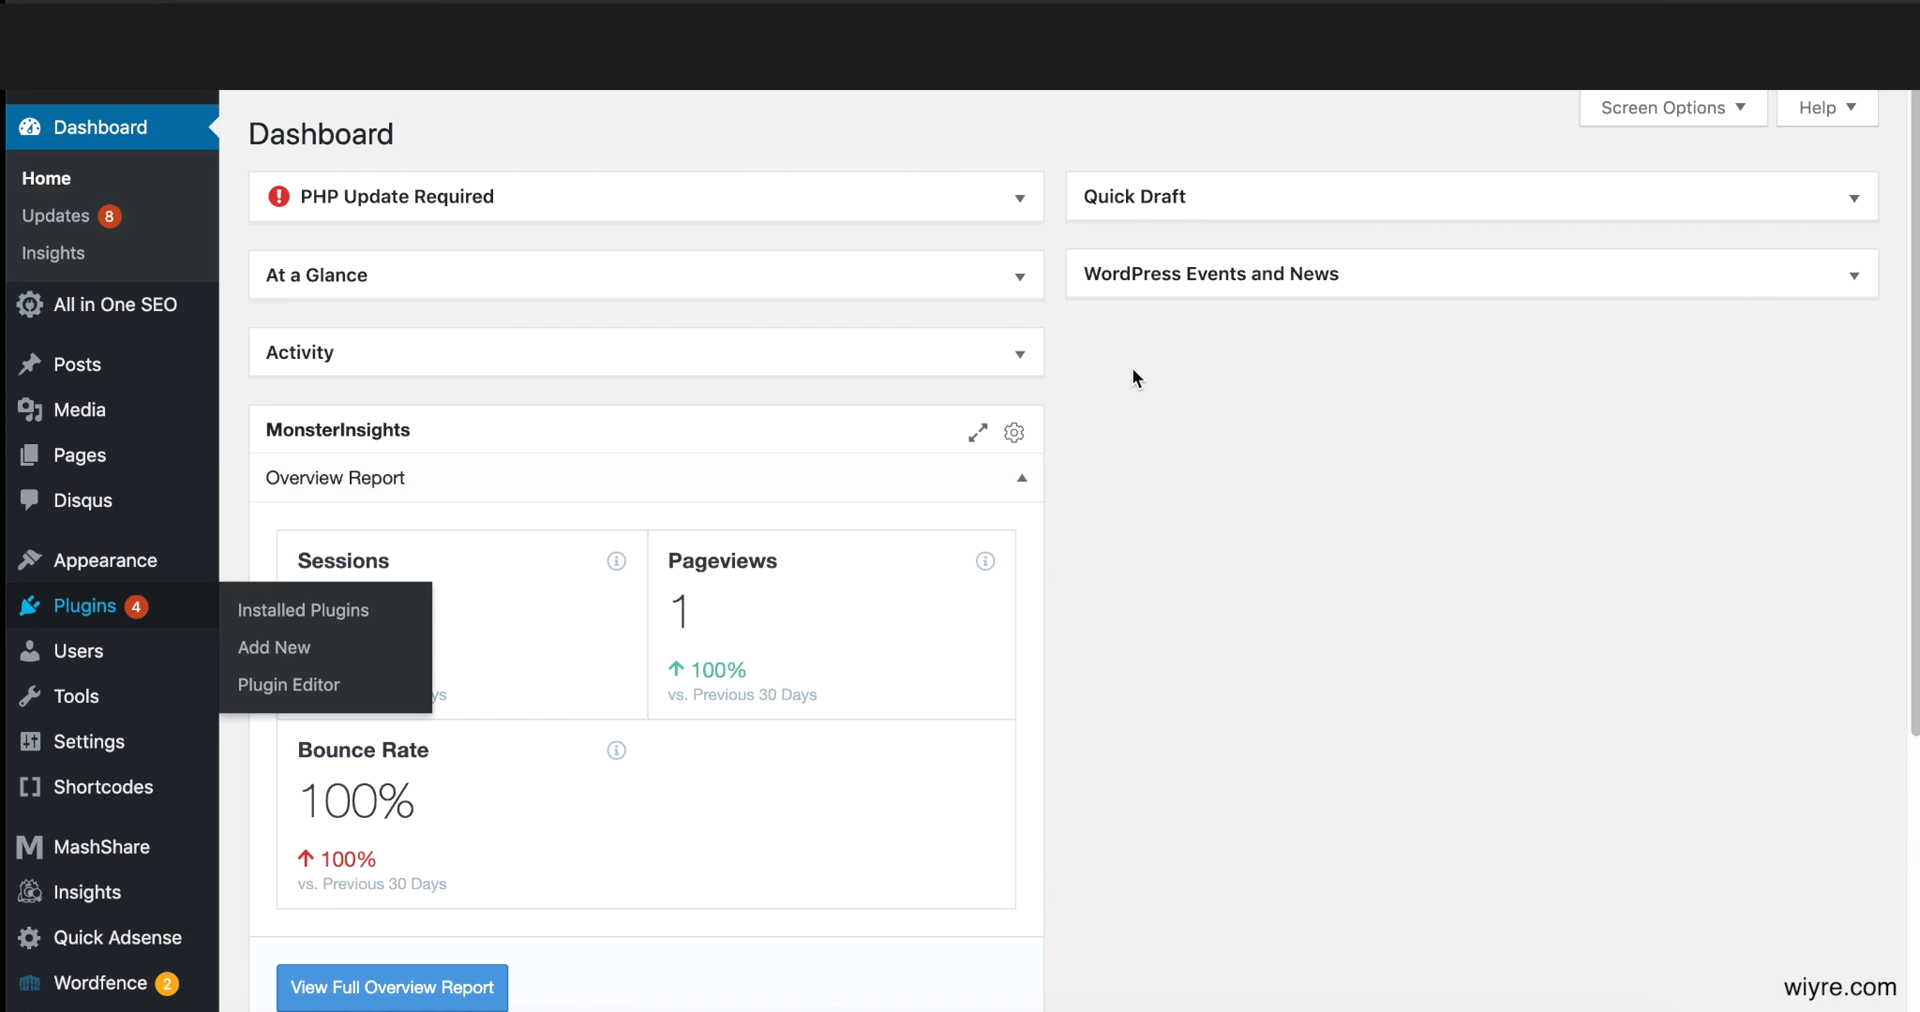 Dashboard
Home
Updates 8
Insights
All in One SEO
Posts
Media
Pages
Disqus
Appearance
Plugins 4
Users
Tools
Settings
Shortcodes
MashShare
Insights
Quick Adsense
Wordfence 2
Installed Plugins
Add New
Plugin Editor
Screen Options
Help
Dashboard
PHP Update Required
At a Glance
Activity
MonsterInsights
Overview Report
Sessions
ys
Pageviews
1
100%
vs. Previous 30 Days
Bounce Rate
100%
100%
vs. Previous 30 Days
View Full Overview Report
Quick Draft
WordPress Events and News
wiyre.com